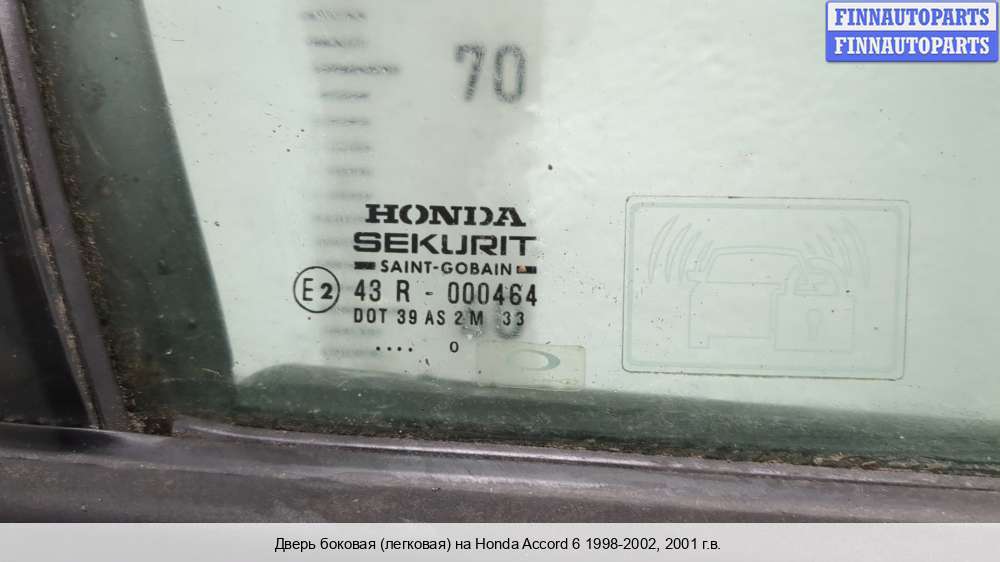 FINNAUTOPARTS
FINNAUTOPARTS
70
HONDA
SEKURIT
SAINT-GOBAIN
E2 43 R - 000464
DOT 39 AS 2 M 33
.... 0
Дверь боковая (легковая) на Honda Accord 6 1998-2002, 2001 г.в.